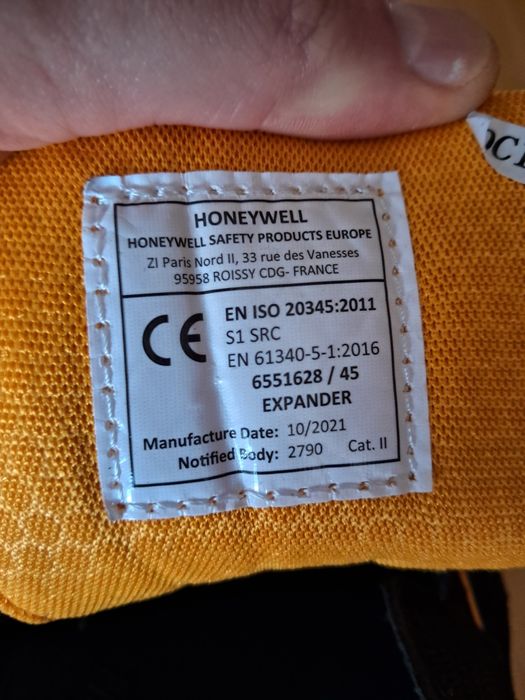 HONEYWELL
HONEYWELL SAFETY PRODUCTS EUROPE
ZI Paris Nord II, 33 rue des Vanesses
95958 ROISSY CDG- FRANCE
CE
EN ISO 20345:2011
S1 SRC
EN 61340-5-1:2016
6551628 / 45
EXPANDER
Manufacture Date: 10/2021
Notified Body: 2790 Cat. II